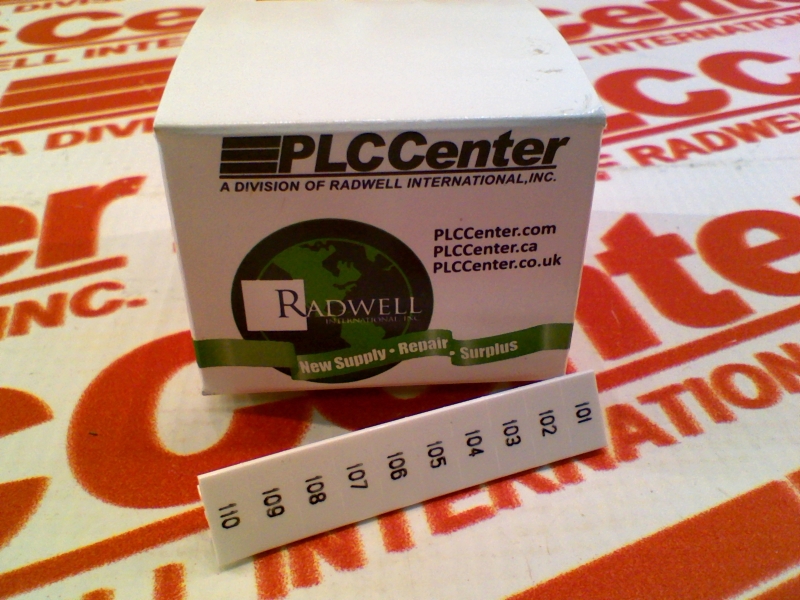 PLCCenter
A DIVISION OF RADWELL INTERNATIONAL, INC.
PLCCenter.com
PLCCenter.ca
PLCCenter.co.uk
RADWELL
INTERNATIONAL INC.
New Supply • Repair • Surplus
101
102
103
104
105
106
107
108
109
110